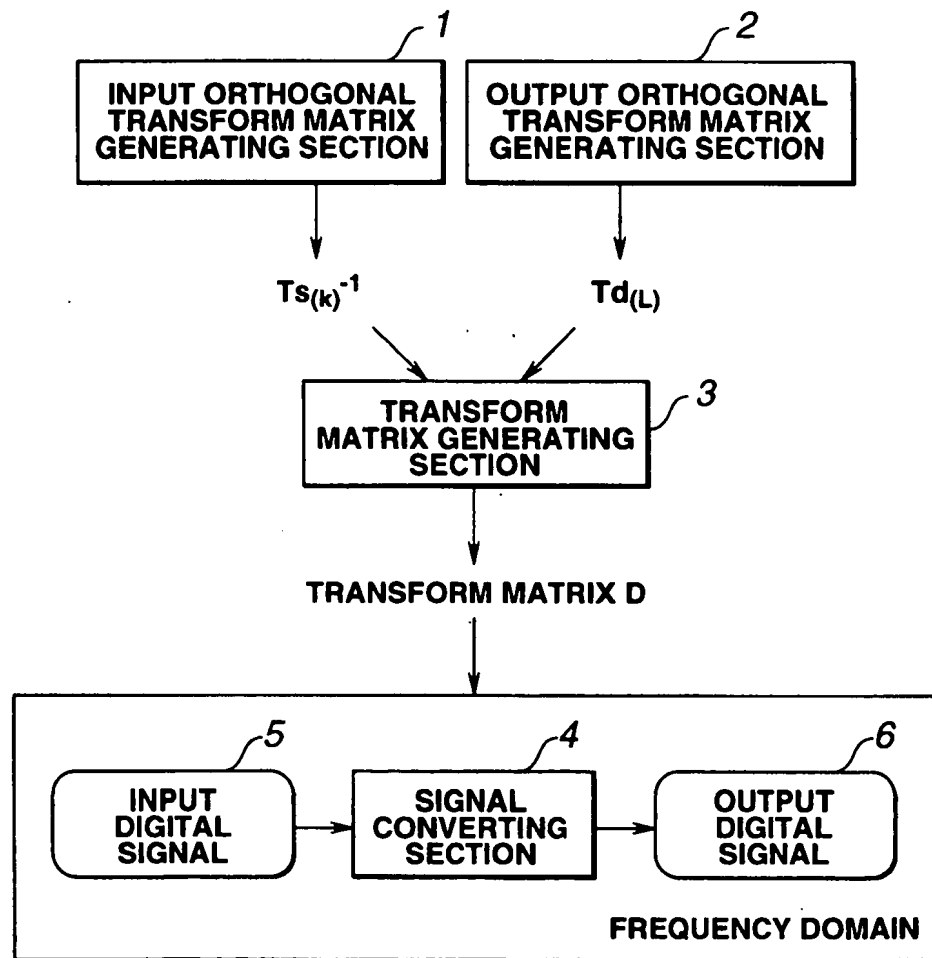 1
2
INPUT ORTHOGONAL
TRANSFORM MATRIX
GENERATING SECTION
OUTPUT ORTHOGONAL
TRANSFORM MATRIX
GENERATING SECTION
Ts(k)-1
Td(L)
3
TRANSFORM
MATRIX GENERATING
SECTION
TRANSFORM MATRIX D
5
4
6
INPUT
DIGITAL
SIGNAL
SIGNAL
CONVERTING
SECTION
OUTPUT
DIGITAL
SIGNAL
FREQUENCY DOMAIN